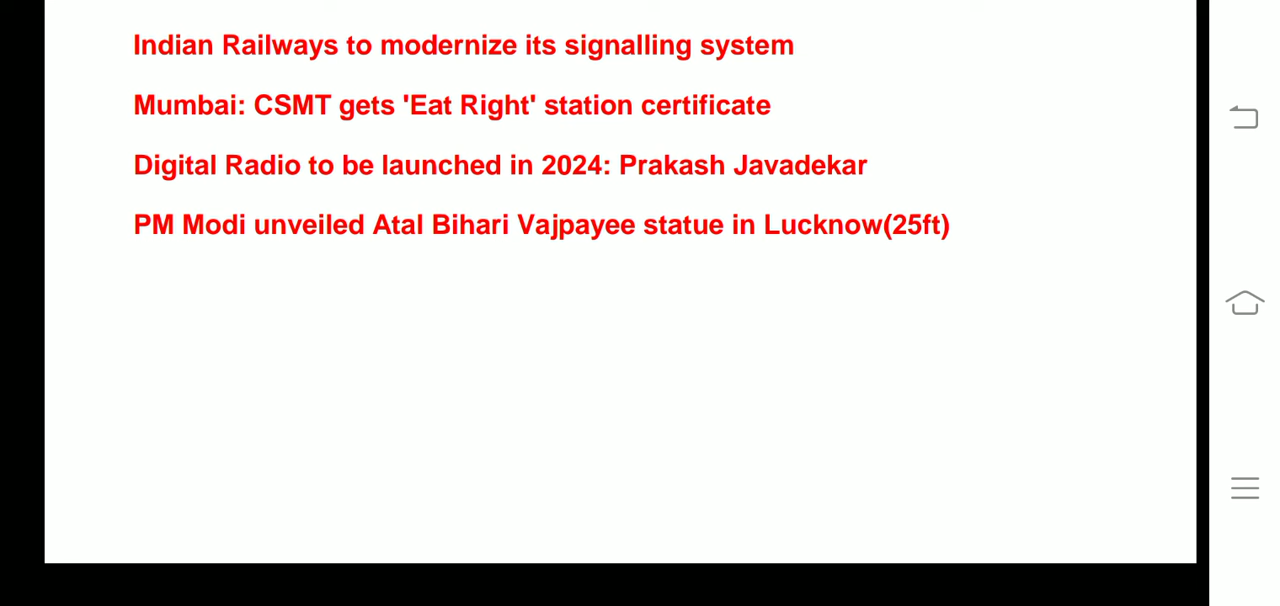 Indian Railways to modernize its signalling system
Mumbai: CSMT gets 'Eat Right' station certificate
Digital Radio to be launched in 2024: Prakash Javadekar
PM Modi unveiled Atal Bihari Vajpayee statue in Lucknow(25ft)